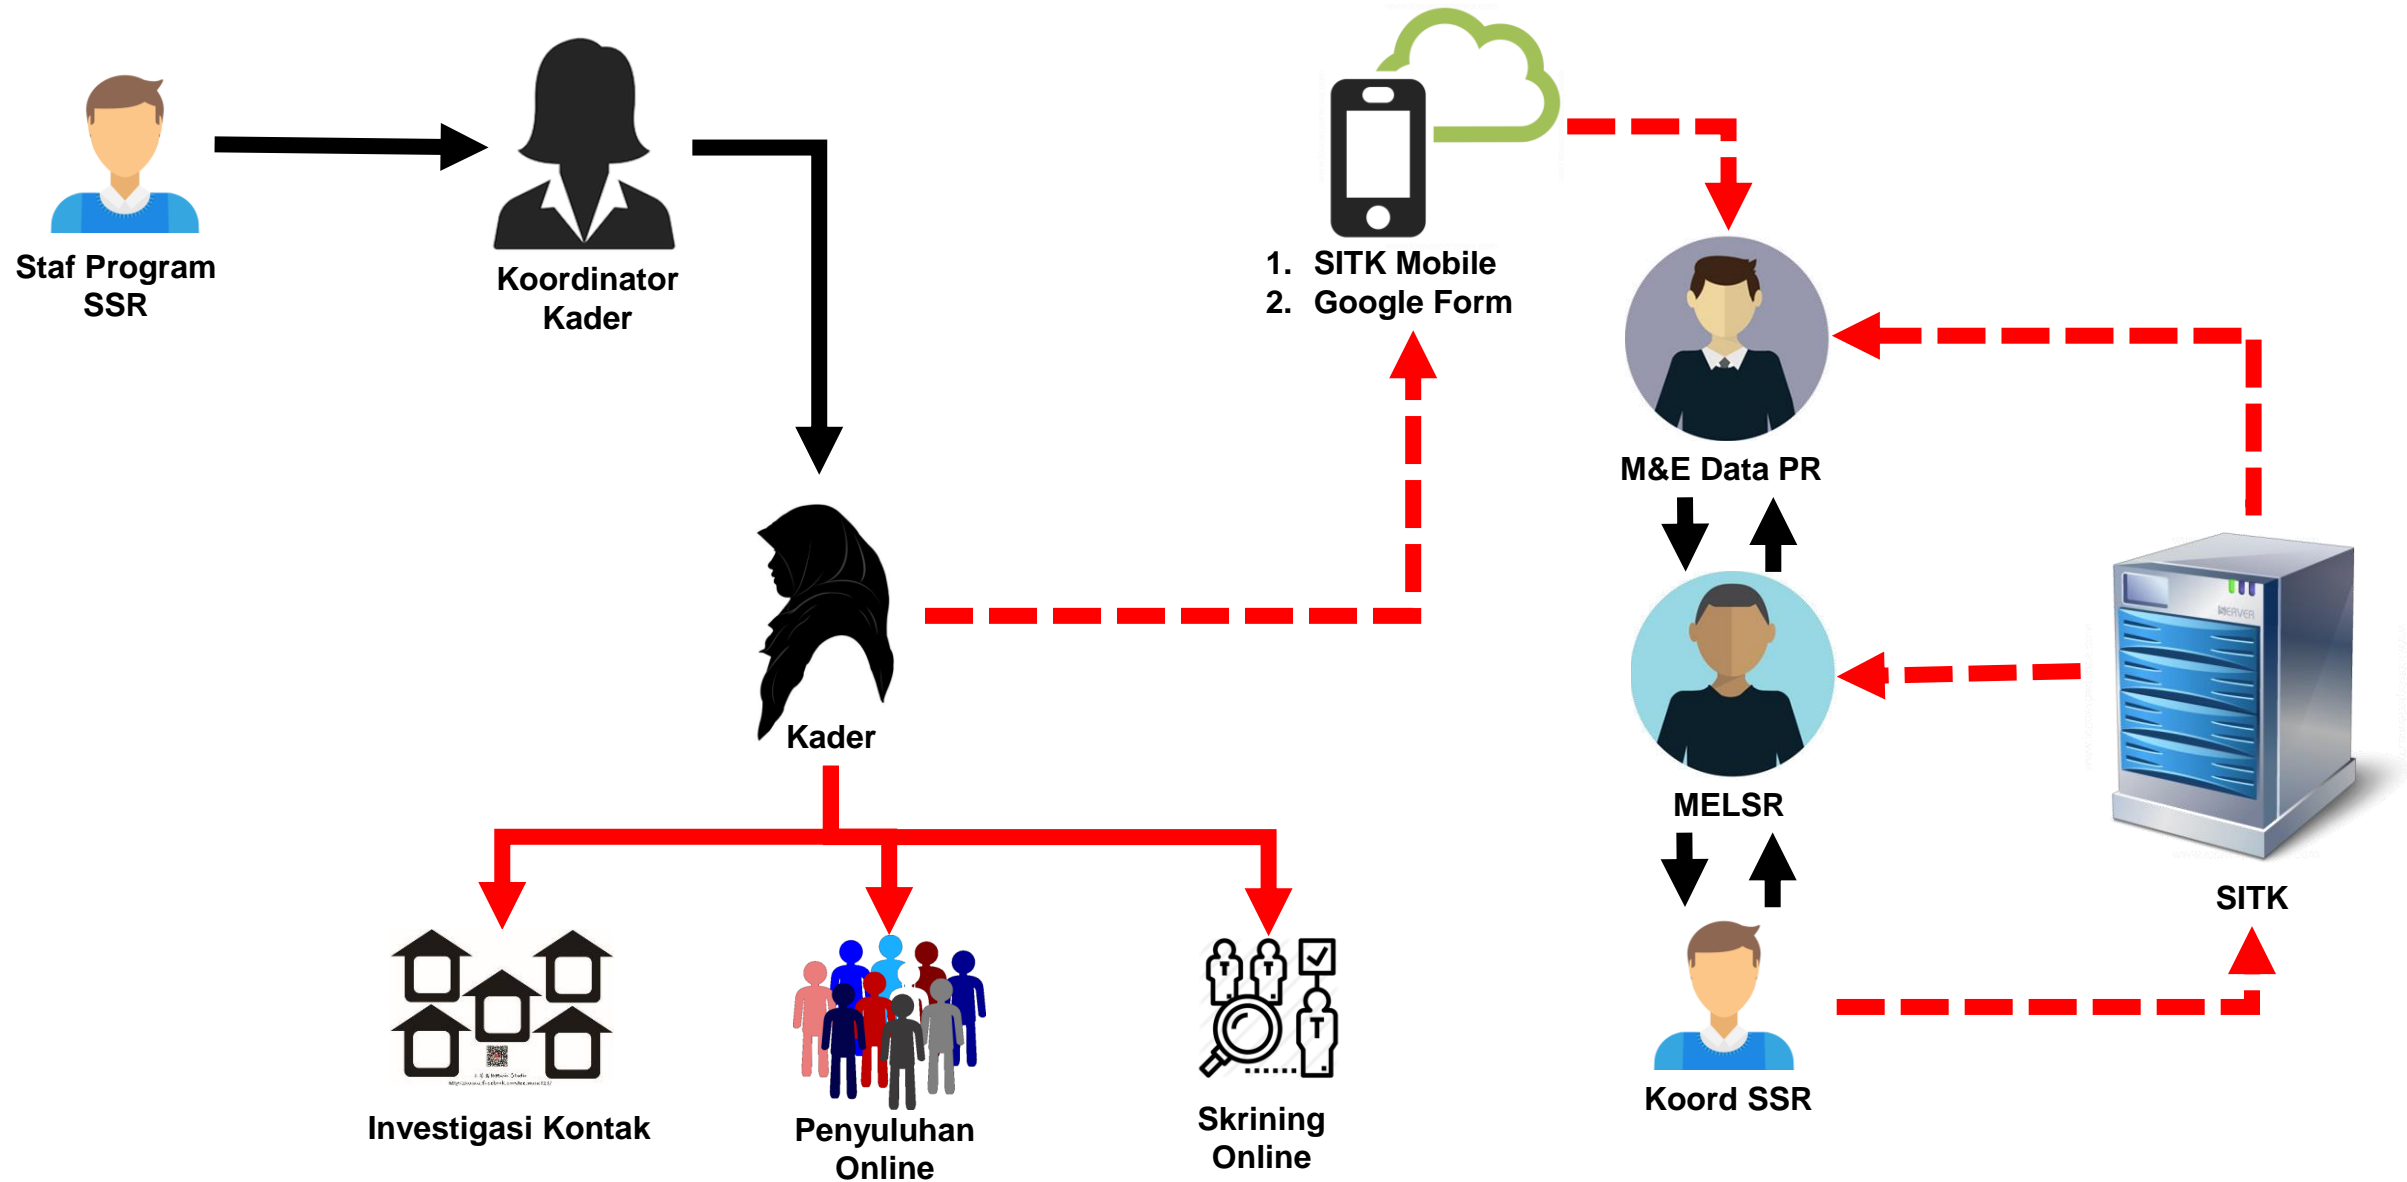 Staf Program
SSR
Koordinator
Kader
1. SITK Mobile
2. Google Form
M&E Data PR
Kader
MELSR
SERVER
SITK
Koord SSR
Investigasi Kontak
Penyuluhan
Online
Skrining
Online
T
T
T